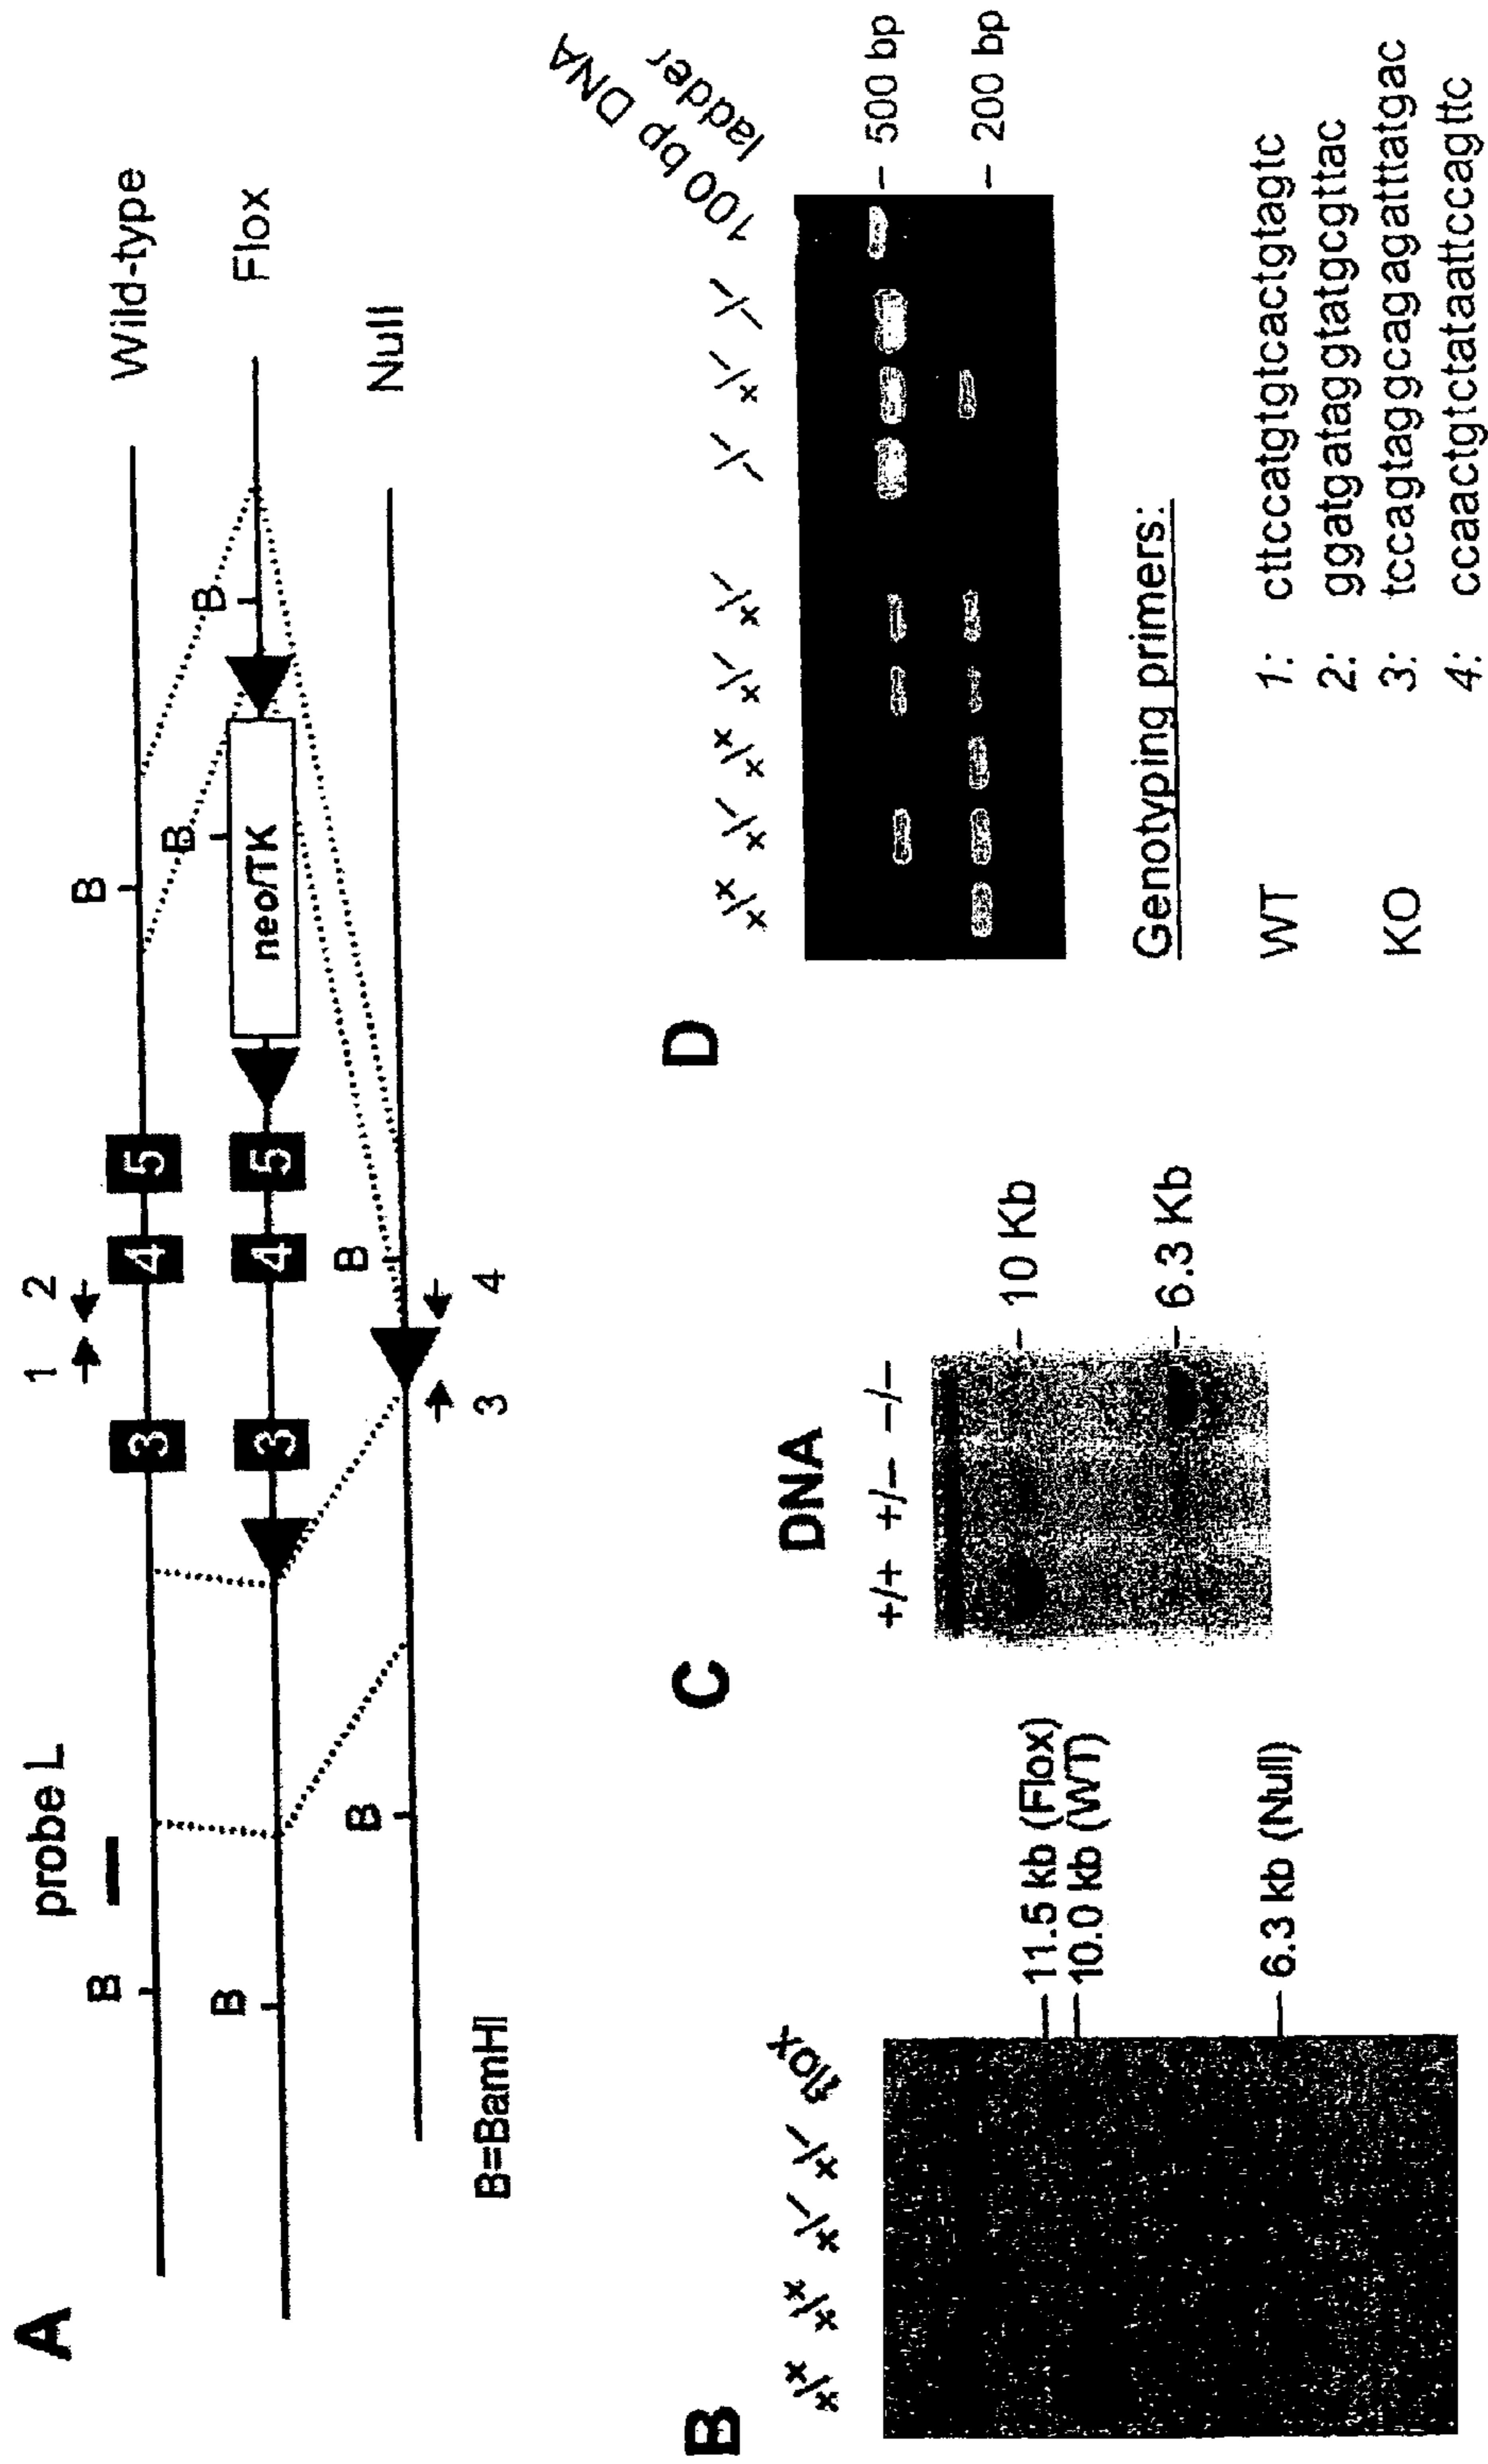 A
probe L
B
B
1 2
3 4 5
Wild-type
B
B
B
3 4 5
neo/TK
Flox
B
B
3 4
Null
B=BamHI
B
+/+ +/+ +/- +/- flox
11.5 kb (Flox)
10.0 kb (WT)
6.3 kb (Null)
C
DNA
+/+ +/- -/-
10 Kb
6.3 Kb
D
+/+ +/- +/+ +/- +/- -/- +/- -/- 100 bp DNA
ladder
500 bp
200 bp
Genotyping primers:
WT 1: cttccatgtgtcactgtagtc
2: ggatgataggtatgcgttac
KO 3: tccagtaggcagagatttatgac
4: ccaactgtctataattccagttc